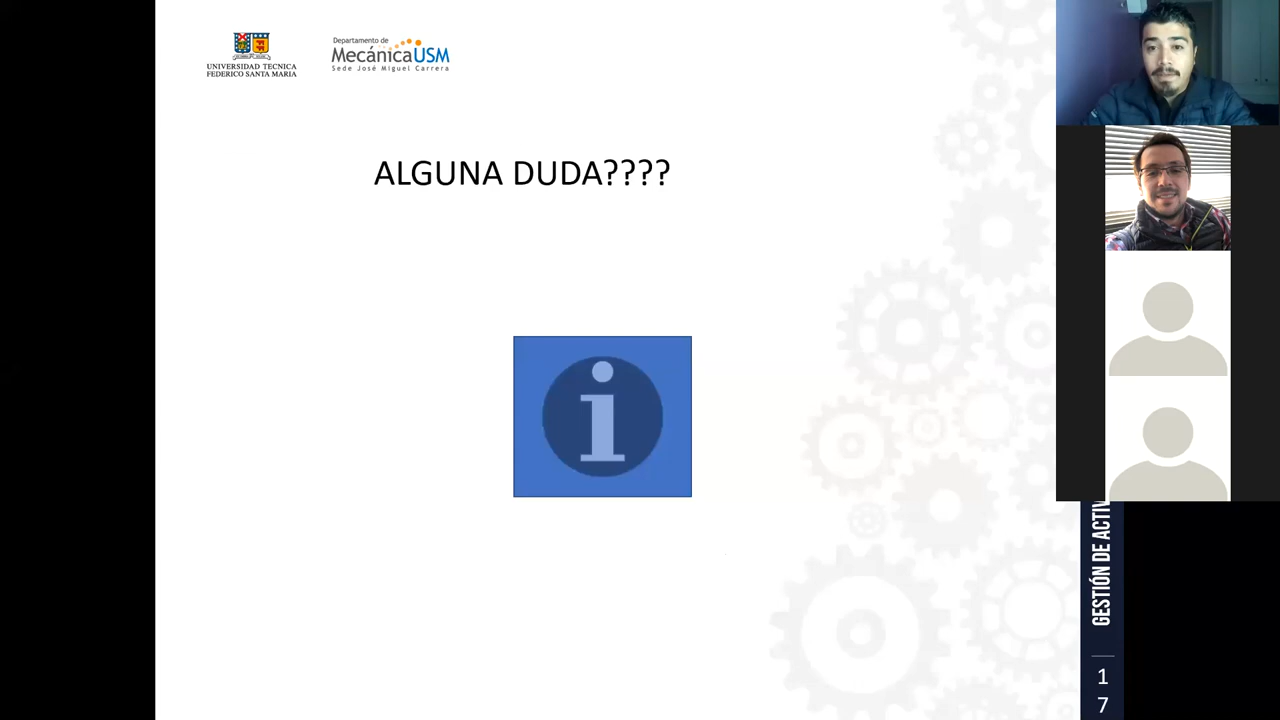 UNIVERSIDAD TECNICA
FEDERICO SANTA MARIA
Departamento de
MecánicaUSM
Sede José Miguel Carrera
ALGUNA DUDA????
i
GESTIÓN DE ACTIV
1
7